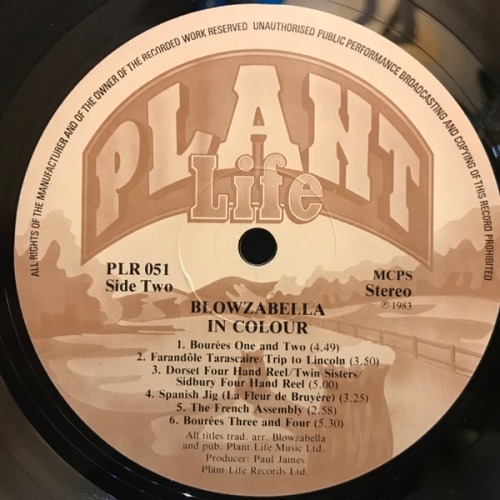 ALL RIGHTS OF THE MANUFACTURER AND OF THE OWNER OF THE RECORDED WORK RESERVED UNAUTHORISED PUBLIC PERFORMANCE BROADCASTING AND COPYING OF THIS RECORD PROHIBITED
PLANT
Life
PLR 051
Side Two
MCPS
Stereo
℗ 1983
BLOWZABELLA
IN COLOUR
1. Bourées One and Two (4.49)
2. Farandôle Tarascaire/Trip to Lincoln (3.50)
3. Dorset Four Hand Reel/Twin Sisters/
Sidbury Four Hand Reel (5.00)
4. Spanish Jig (La Fleur de Bruyère) (3.25)
5. The French Assembly (2.58)
6. Bourées Three and Four (5.30)
All titles trad. arr. Blowzabella
and pub. Plant Life Music Ltd.
Producer: Paul James
Plant Life Records Ltd.